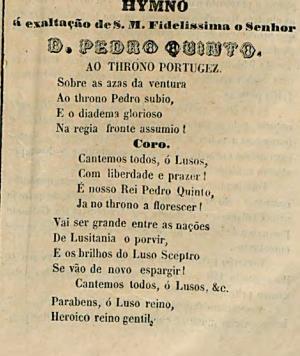 HYMNO
á exaltação de S. M. Fidelissima o Senhor
D. PEDRO QUINTO.
AO THRONO PORTUGEZ.
Sobre as azas da ventura
Ao throno Pedro subio,
E o diadema glorioso
Na regia fronte assumio!
Coro.
Cantemos todos, ó Lusos,
Com liberdade e prazer!
É nosso Rei Pedro Quinto,
Ja no throno a florescer!
Vai ser grande entre as nações
De Lusitania o porvir,
E os brilhos do Luso Sceptro
Se vão de novo espargir!
Cantemos todos, ó Lusos, &c.
Parabens, ó Luso reino,
Heroico reino gentil,